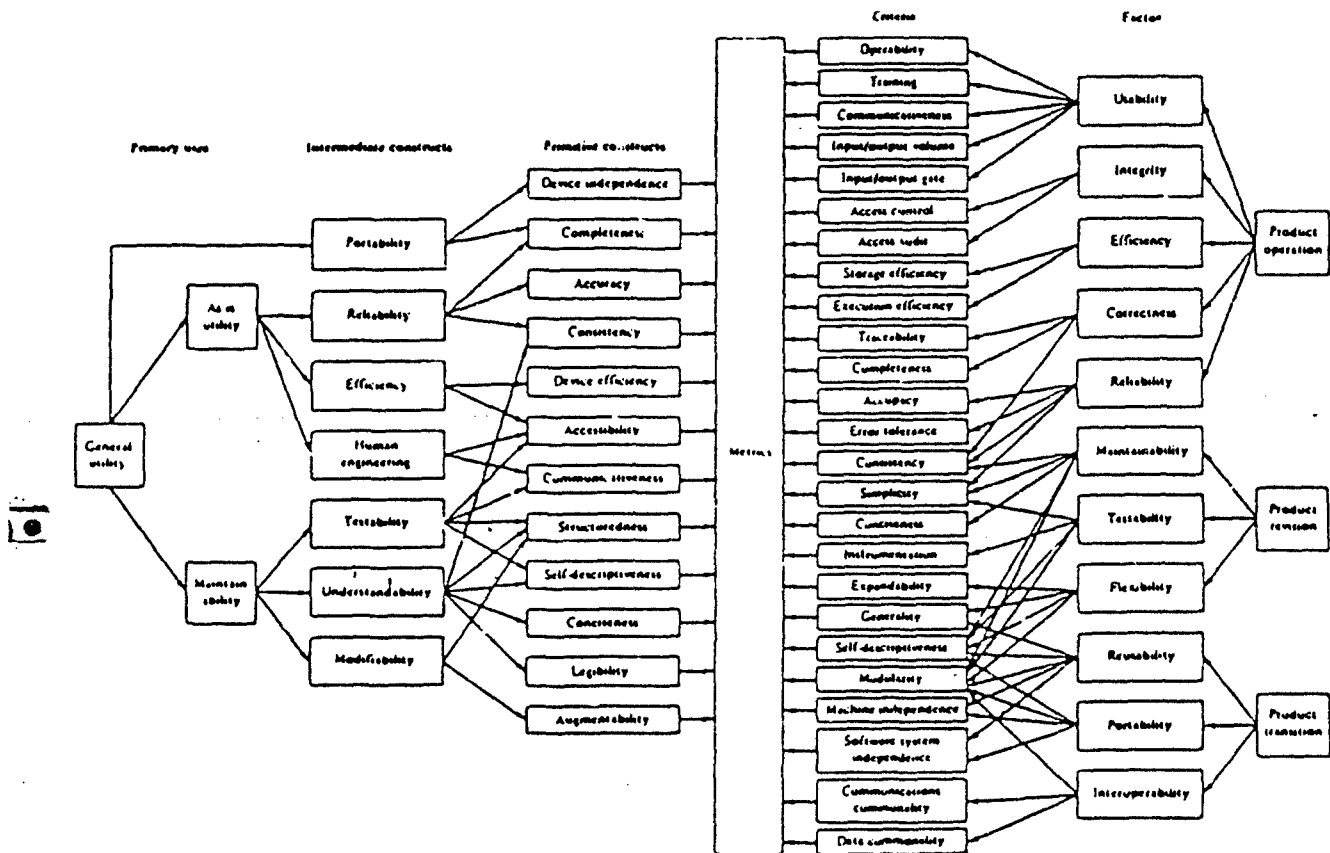 Criteria
Factor
Primary uses
Intermediate constructs
Primitive constructs
General
utility
As is
utility
Maintain
ability
Portability
Reliability
Efficiency
Human
engineering
Testability
Understandability
Modifiability
Device independence
Completeness
Accuracy
Consistency
Device efficiency
Accessibility
Communicativeness
Structuredness
Self-descriptiveness
Conciseness
Legibility
Augmentability
Metrics
Operability
Training
Communicativeness
Input/output volume
Input/output
Access control
Access audit
Storage efficiency
Execution efficiency
Traceability
Completeness
Accuracy
Error tolerance
Consistency
Simplicity
Conciseness
Instrumentation
Expandability
Generality
Self-descriptiveness
Modularity
Machine independence
Software system
independence
Communications
commonality
Data commonality
Usability
Integrity
Efficiency
Correctness
Reliability
Maintainability
Testability
Flexibility
Reusability
Portability
Interoperability
Product
operation
Product
revision
Product
transition